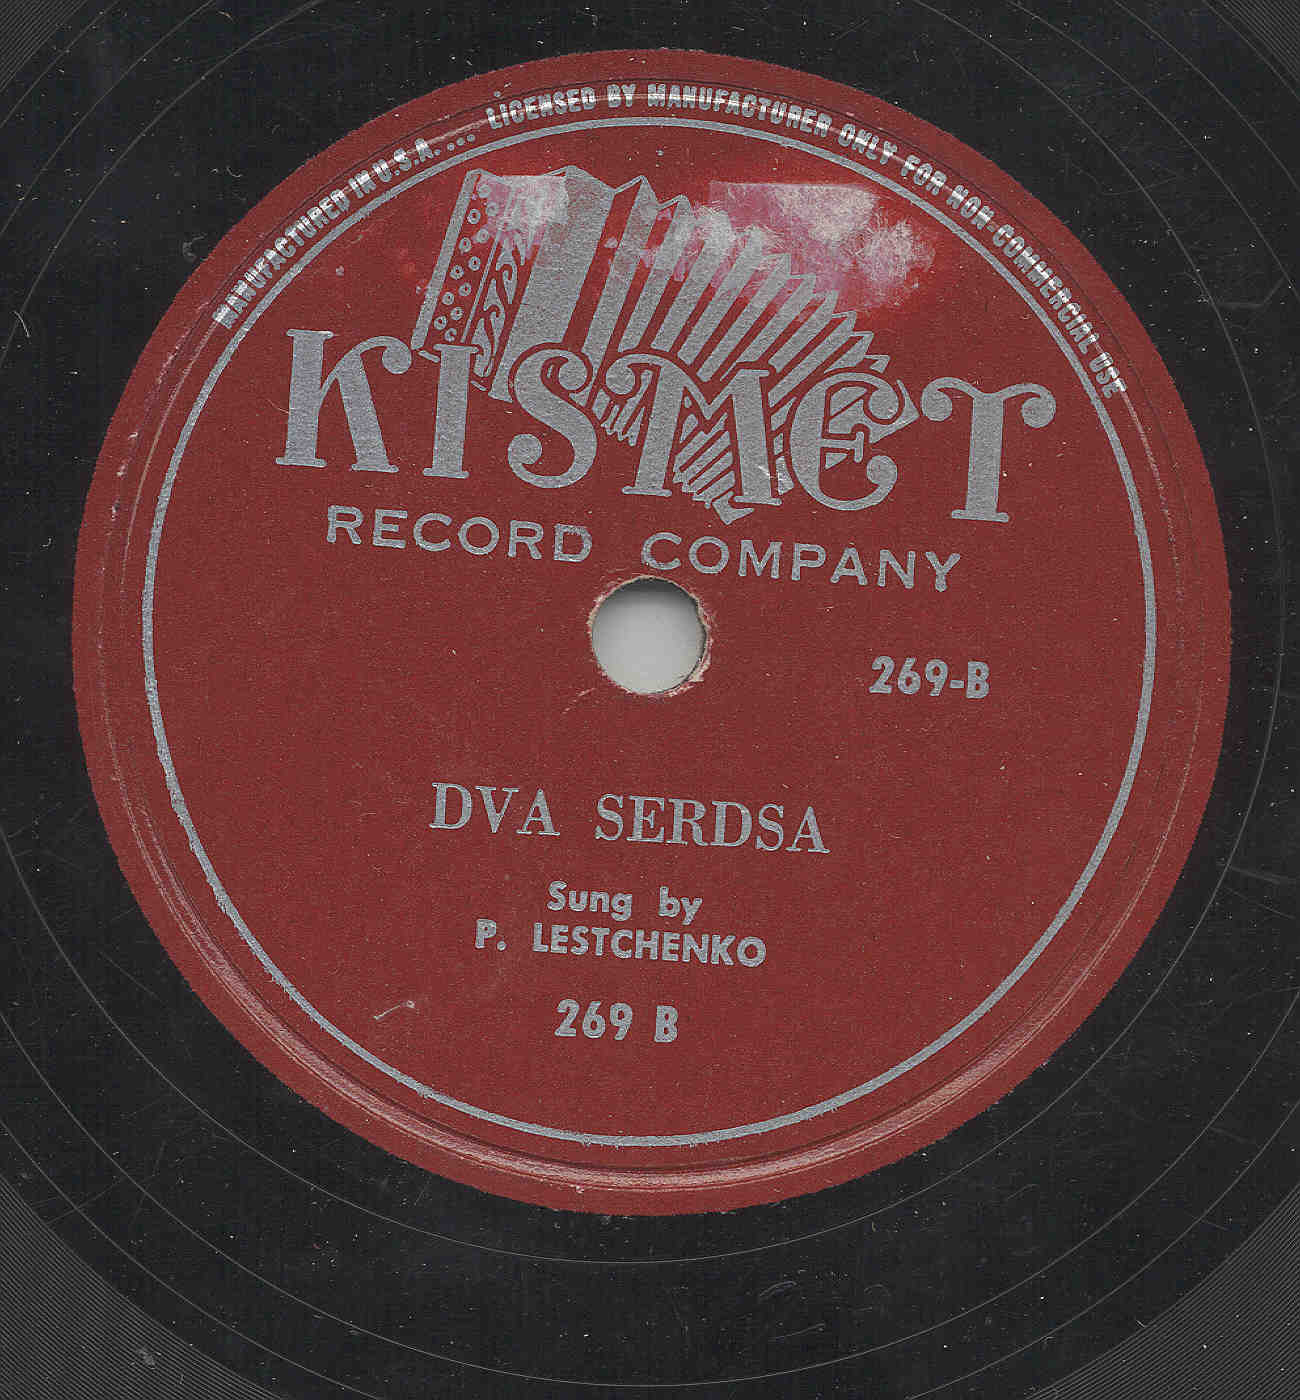 MANUFACTURED IN U.S.A. ... LICENSED BY MANUFACTURER ONLY FOR NON-COMMERCIAL USE
KISMET
RECORD COMPANY
269-B
DVA SERDSA
Sung by
P. LESTCHENKO
269 B